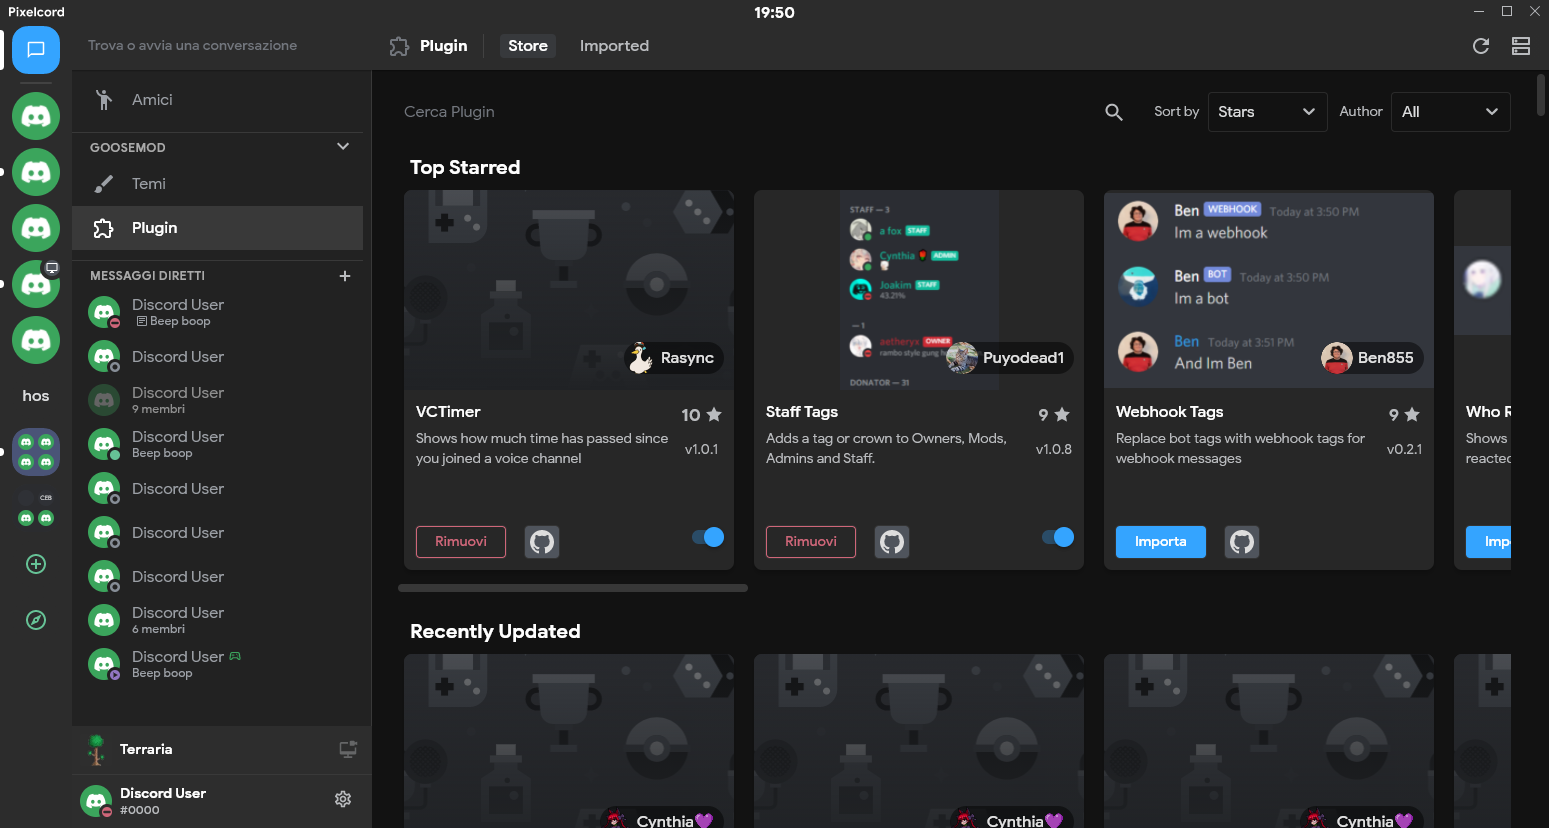 Pixelcord
19:50
Trova o avvia una conversazione
Plugin
Store
Imported
Amici
GOOSEMOD
Temi
Plugin
MESSAGGI DIRETTI
Discord User
Beep boop
Discord User
Discord User
9 membri
Discord User
Beep boop
Discord User
Discord User
Discord User
Discord User
6 membri
Discord User
Beep boop
hos
CEB
Terraria
Discord User
#0000
Cerca Plugin
Sort by
Stars
Author
All
Top Starred
Rasync
VCTimer
10
Shows how much time has passed since
you joined a voice channel
v1.0.1
Rimuovi
STAFF — 3
a fox STAFF
Cynthia ADMIN
Joakim STAFF
43.21%
— 1
aetheryx OWNER
rambo style gung
DONATOR — 31
Puyodead1
Staff Tags
9
Adds a tag or crown to Owners, Mods,
Admins and Staff.
v1.0.8
Rimuovi
Ben WEBHOOK Today at 3:50 PM
Im a webhook
Ben BOT Today at 3:50 PM
Im a bot
Ben Today at 3:51 PM
And Im Ben
Ben855
Webhook Tags
9
Replace bot tags with webhook tags for
webhook messages
v0.2.1
Importa
Who R
Shows
reacted
Imp
Recently Updated
Cynthia💜
Cynthia💜
Cynthia💜